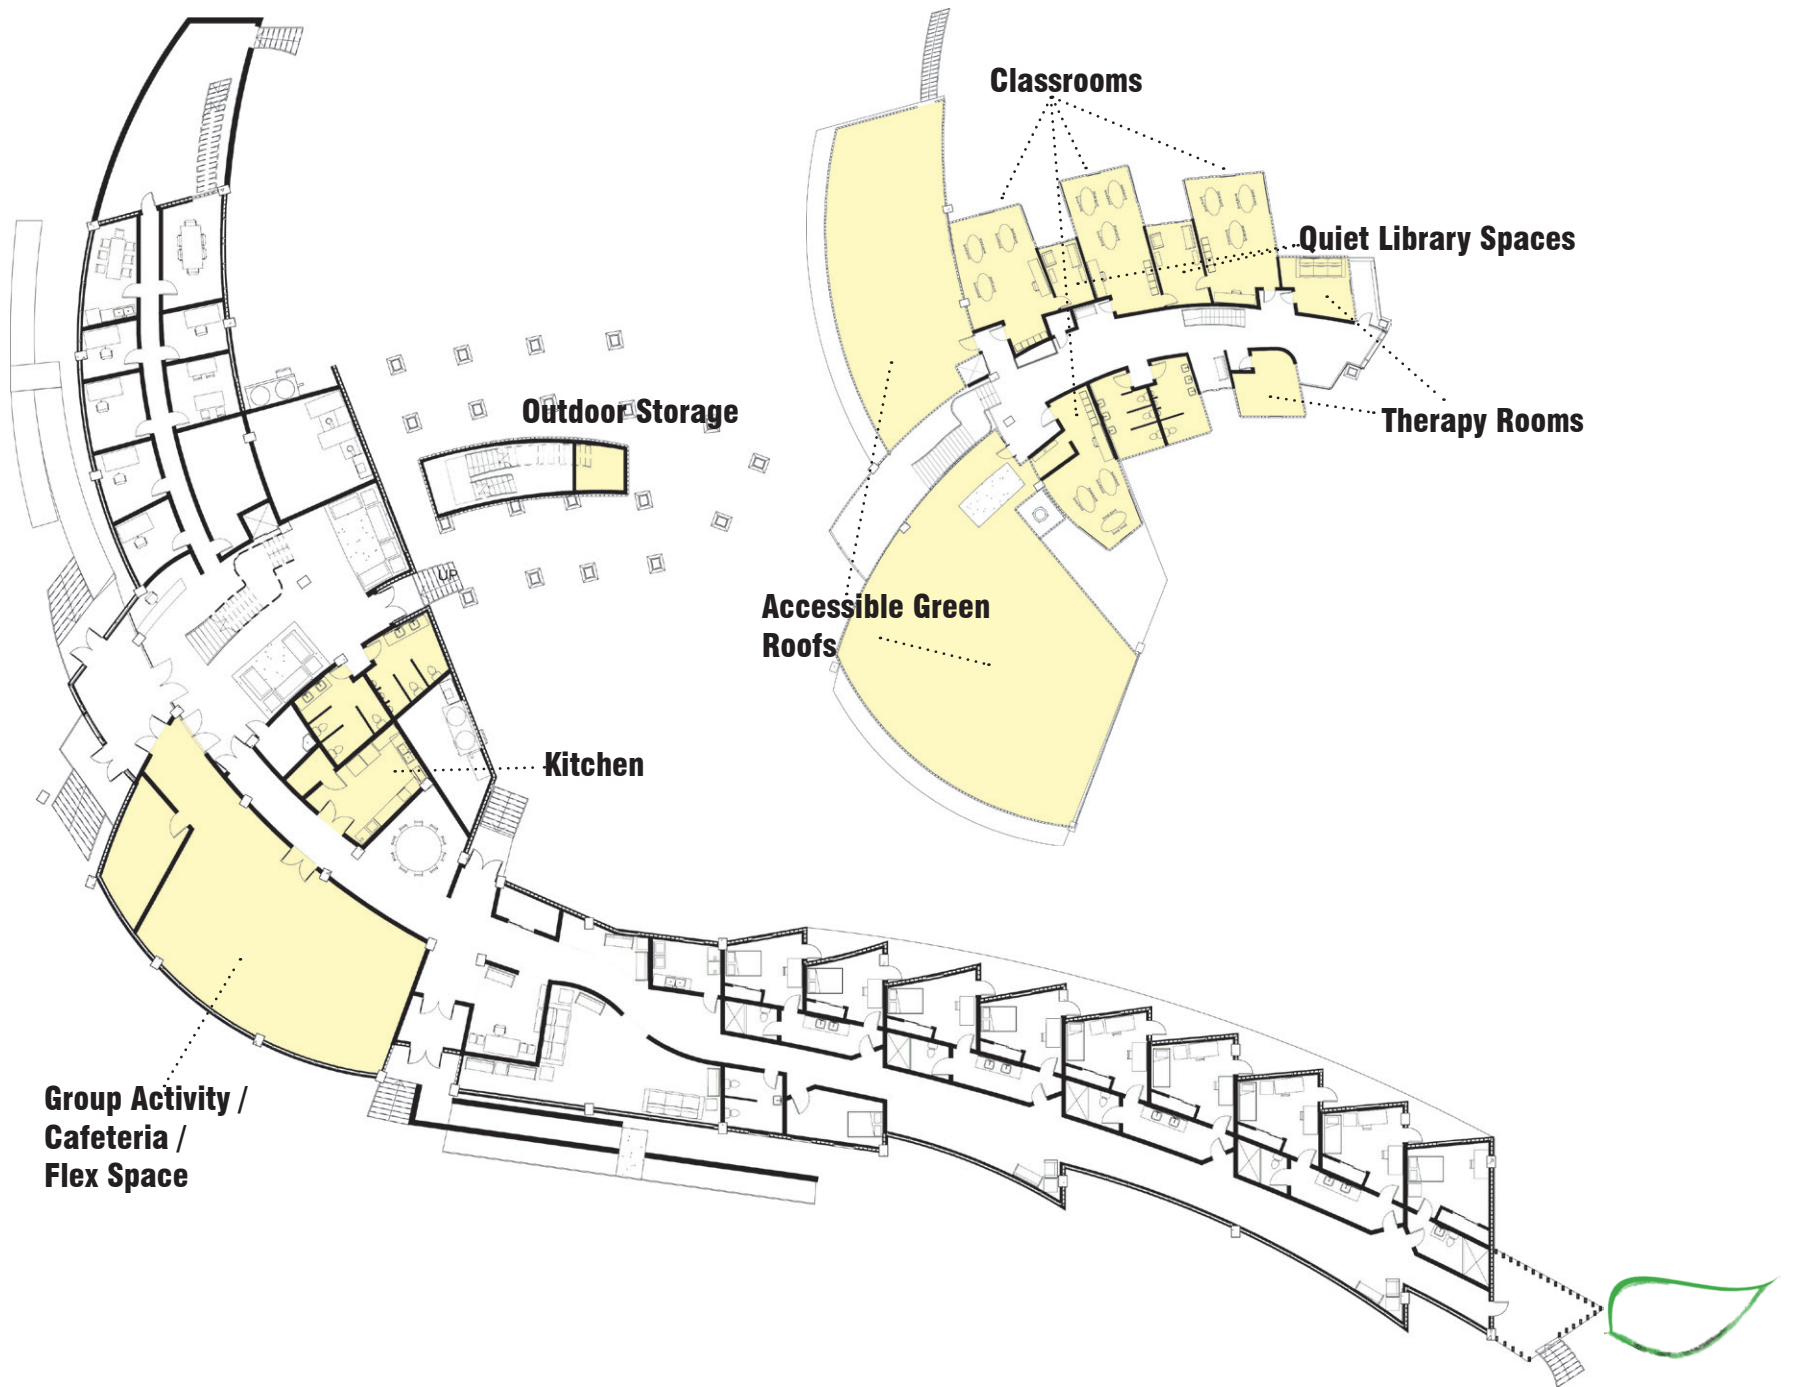 Classrooms
Quiet Library Spaces
Outdoor Storage
Therapy Rooms
UP
Accessible Green
Roofs
Kitchen
Group Activity /
Cafeteria /
Flex Space